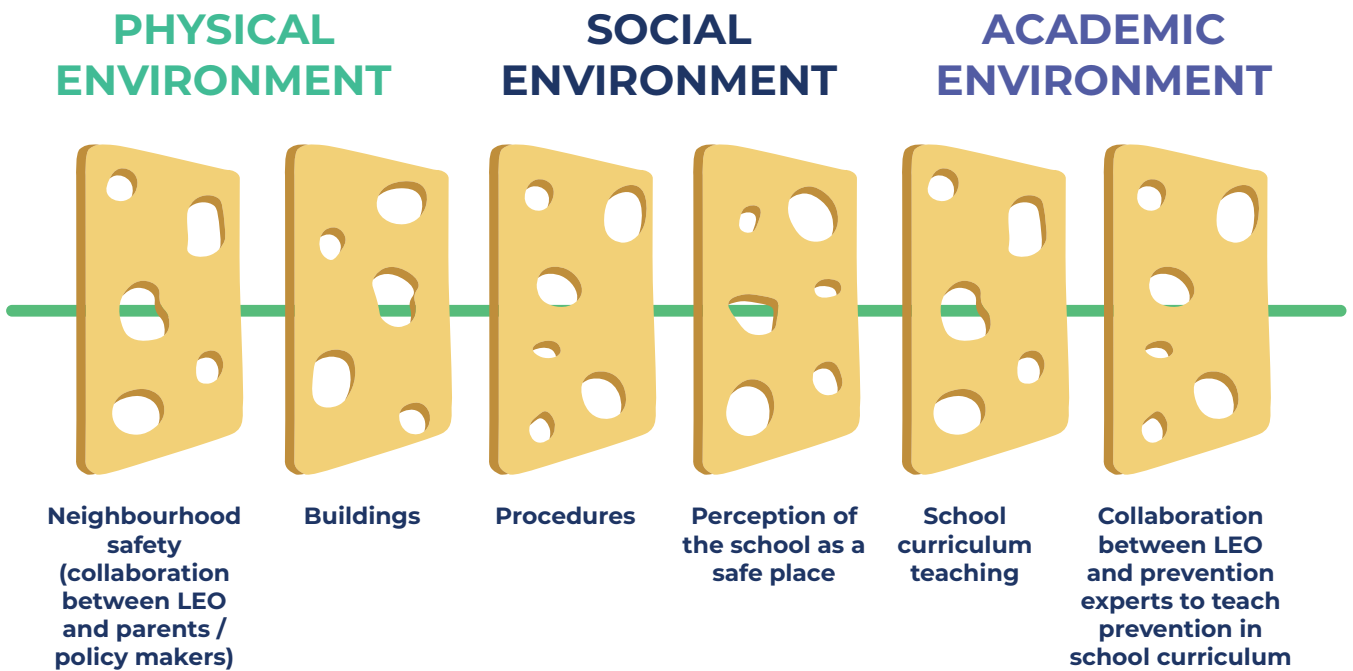 PHYSICAL
ENVIRONMENT
SOCIAL
ENVIRONMENT
ACADEMIC
ENVIRONMENT
Neighbourhood
safety
(collaboration
between LEO
and parents /
policy makers)
Buildings
Procedures
Perception of
the school as a
safe place
School
curriculum
teaching
Collaboration
between LEO
and prevention
experts to teach
prevention in
school curriculum